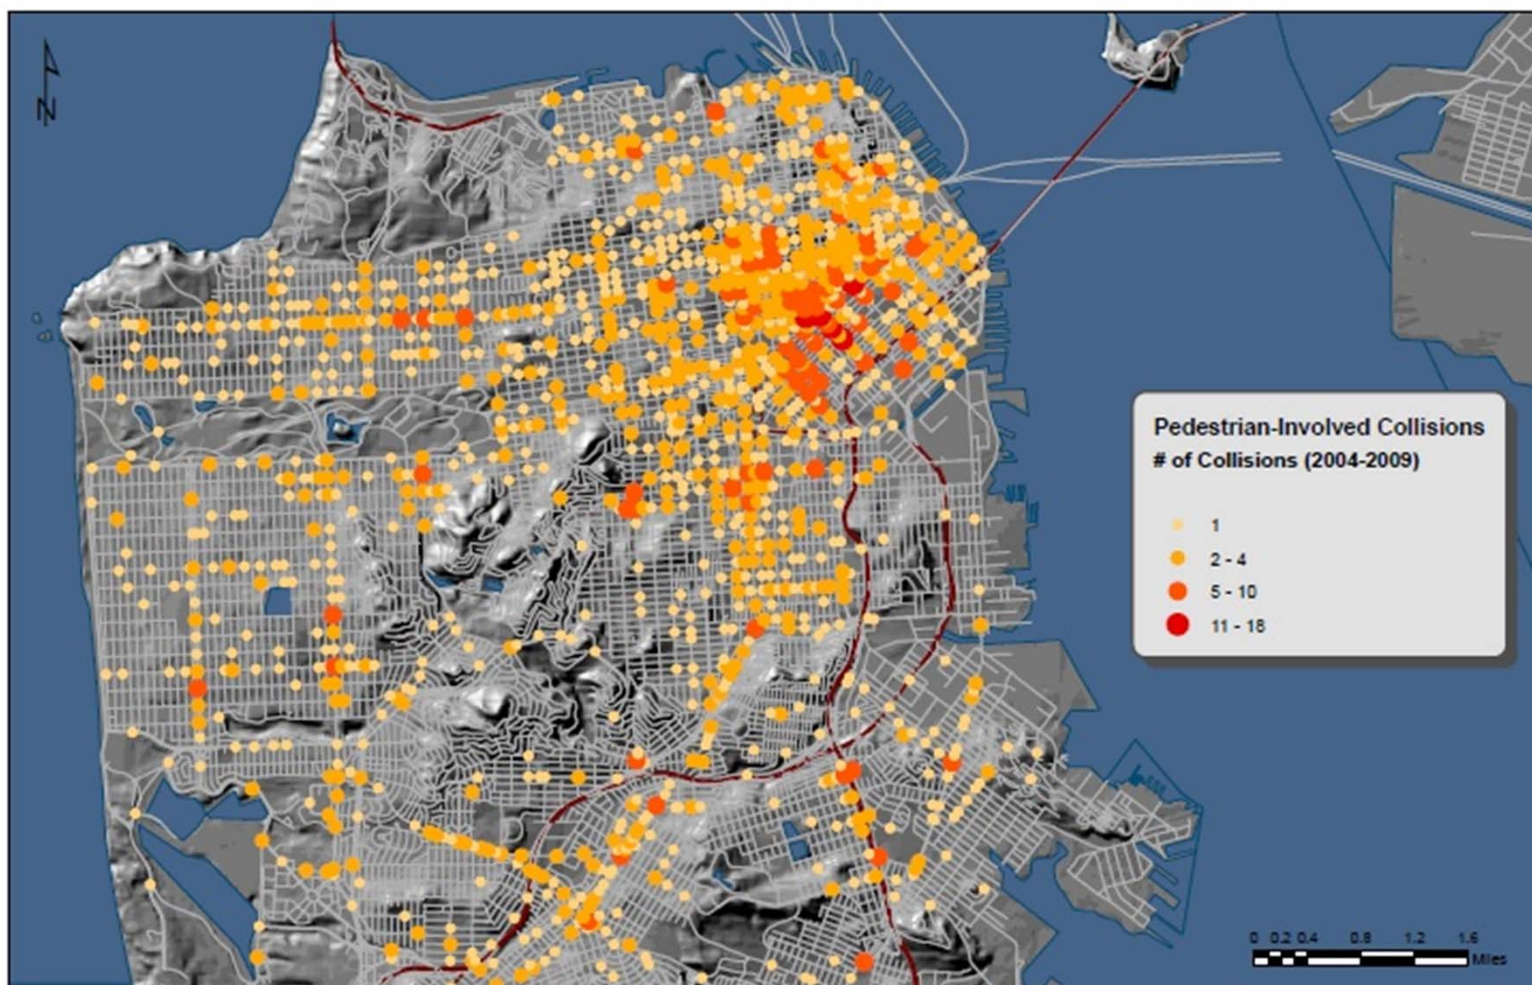 N
Pedestrian-Involved Collisions
# of Collisions (2004-2009)
1
2 - 4
5 - 10
11 - 18
0 0.2 0.4 0.8 1.2 1.6
Miles